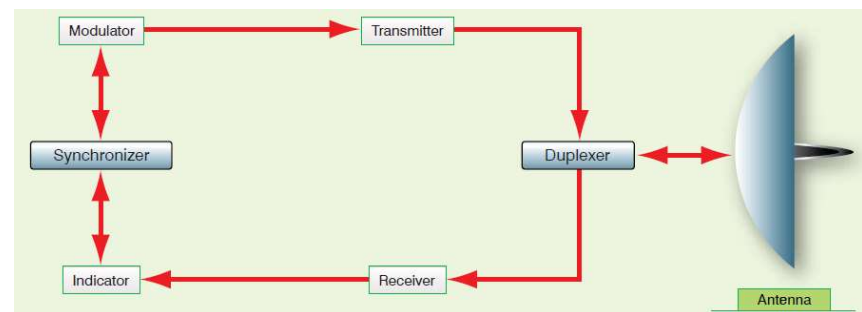 Modulator
Transmitter
Synchronizer
Duplexer
Indicator
Receiver
Antenna